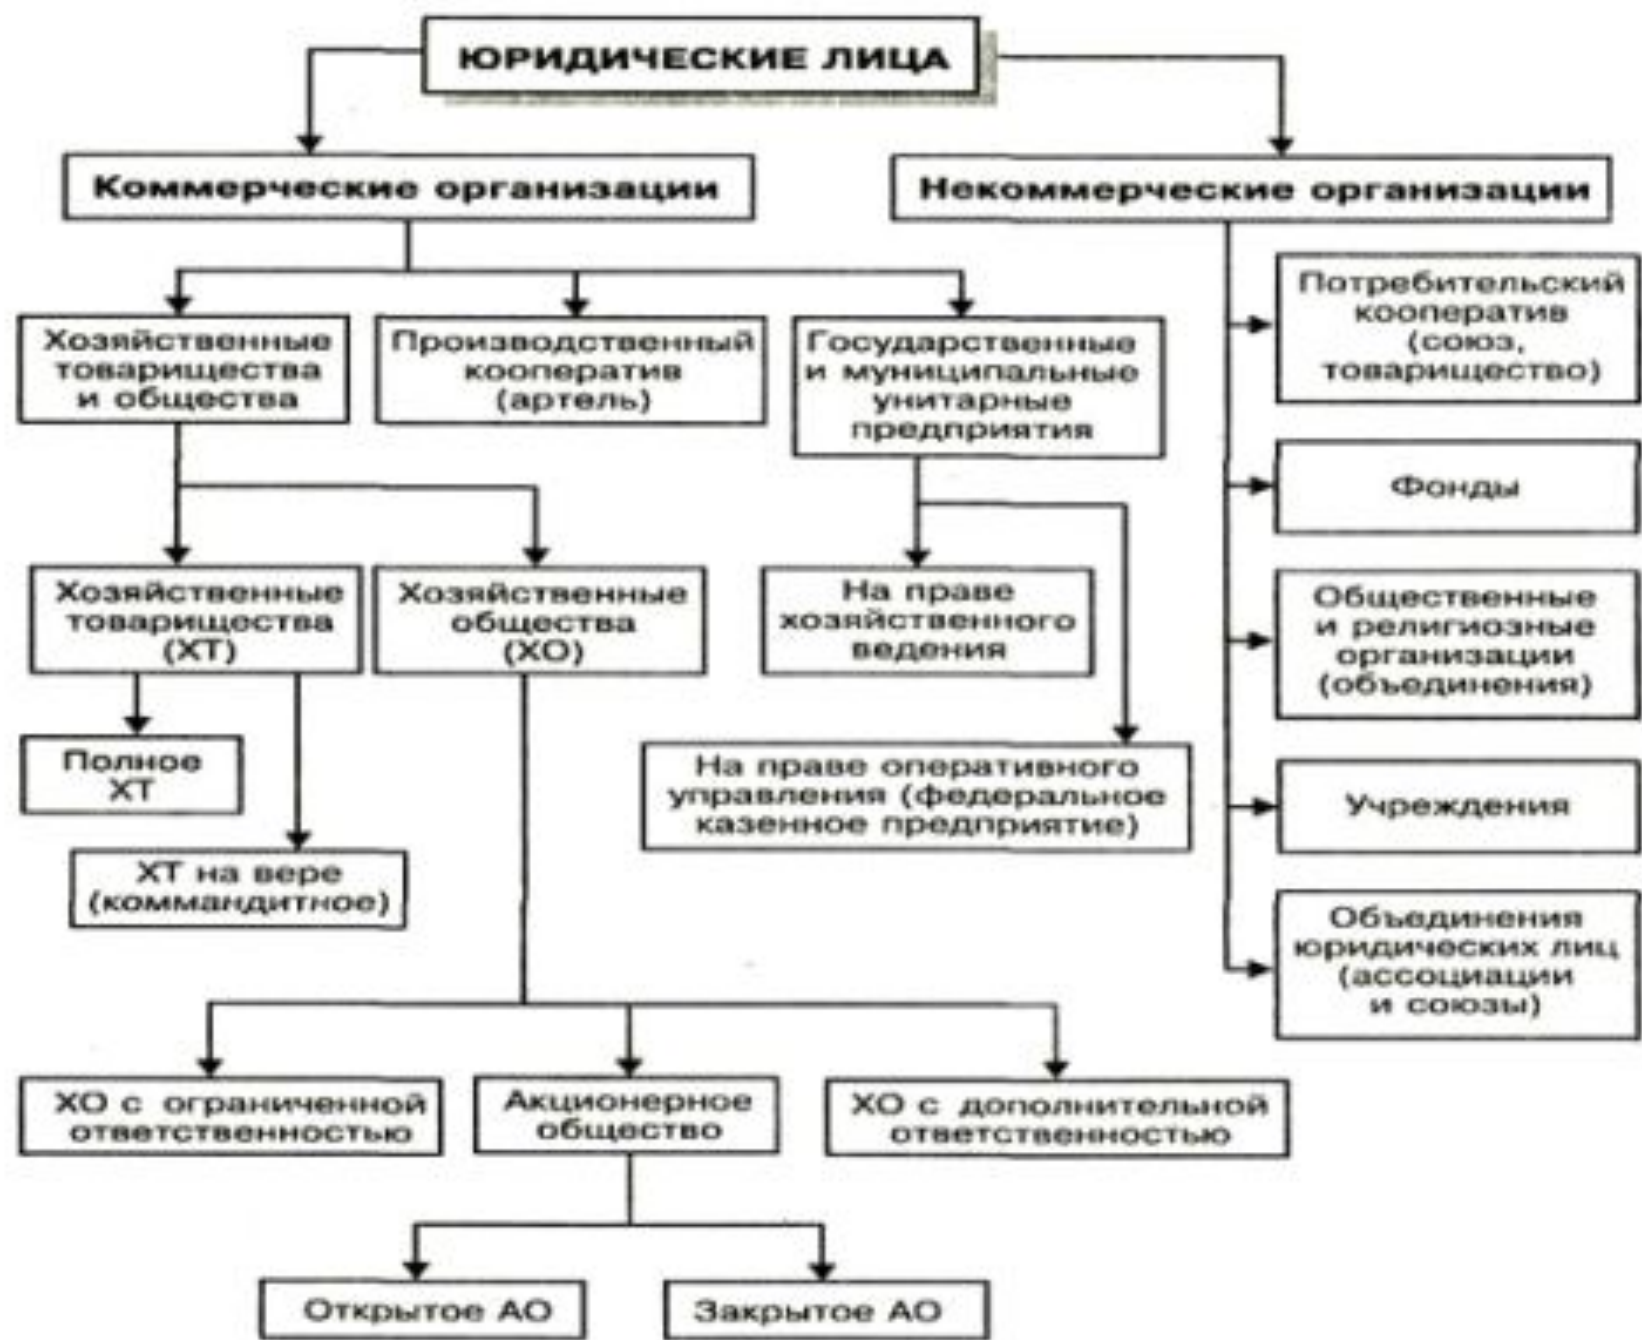 ЮРИДИЧЕСКИЕ ЛИЦА
Коммерческие организации
Некоммерческие организации
Хозяйственные
товарищества
и общества
Производственный
кооператив
(артель)
Государственные
и муниципальные
унитарные
предприятия
Потребительский
кооператив
(союз,
товарищество)
Фонды
Хозяйственные
товарищества
(ХТ)
Хозяйственные
общества
(ХО)
На праве
хозяйственного
ведения
Общественные
и религиозные
организации
(объединения)
Полное
ХТ
На праве оперативного
управления (федеральное
казенное предприятие)
Учреждения
ХТ на вере
(коммандитное)
Объединения
юридических лиц
(ассоциации
и союзы)
ХО с ограниченной
ответственностью
Акционерное
общество
ХО с дополнительной
ответственностью
Открытое АО
Закрытое АО